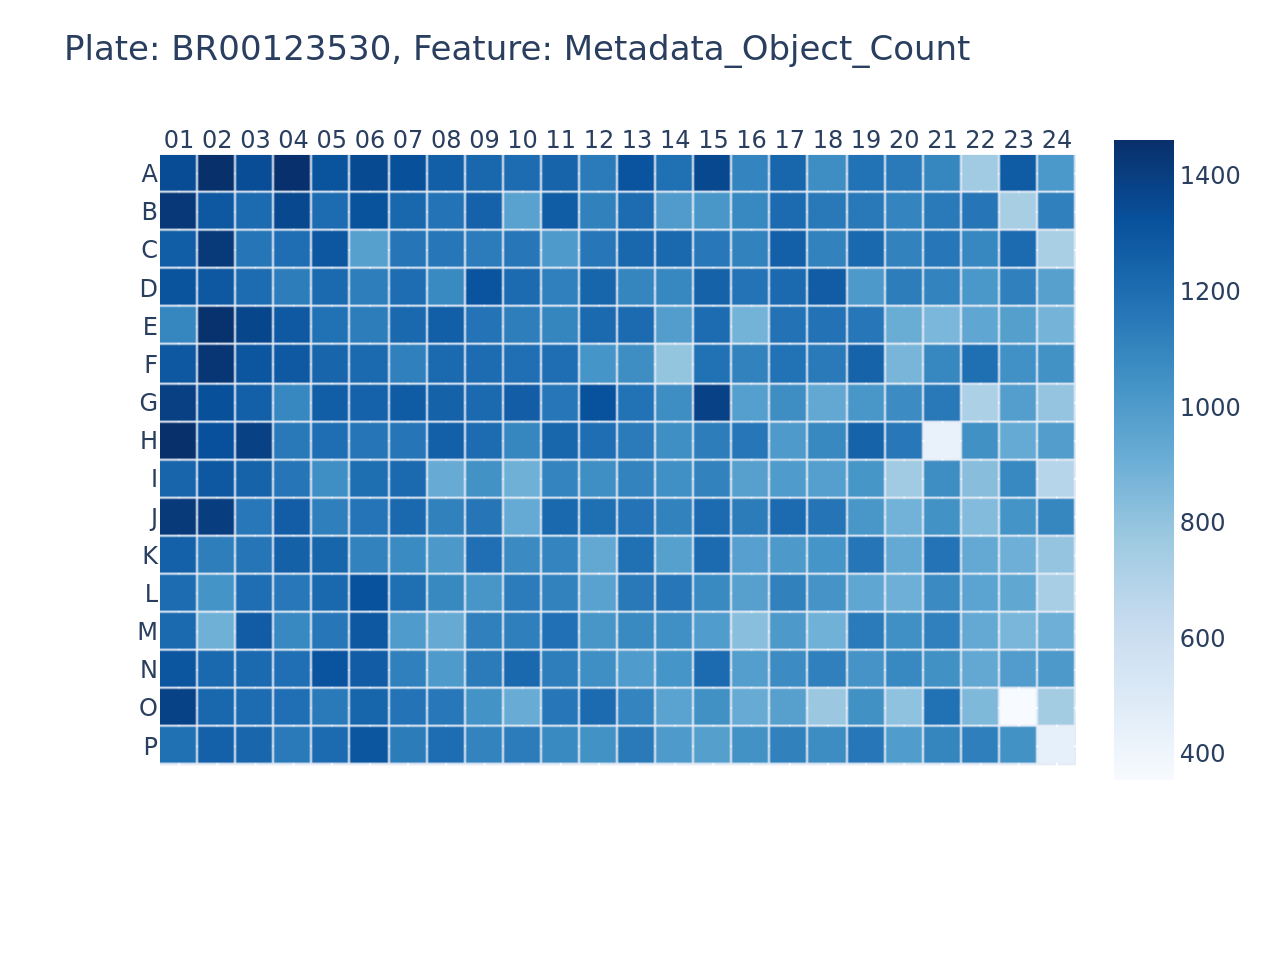 Plate: BR00123530, Feature: Metadata_Object_Count
01 02 03 04 05 06 07 08 09 10 11 12 13 14 15 16 17 18 19 20 21 22 23 24
A
B
C
D
E
F
G
H
I
J
K
L
M
N
O
P
1400
1200
1000
800
600
400